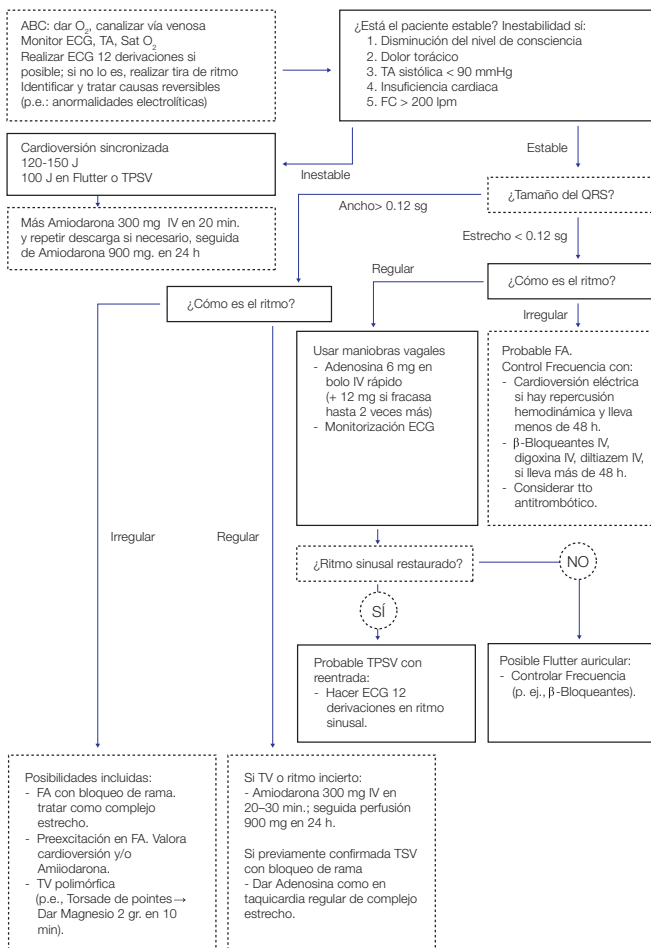 ABC: dar O2, canalizar vía venosa
Monitor ECG, TA, Sat O2
Realizar ECG 12 derivaciones si
posible; si no lo es, realizar tira de ritmo
Identificar y tratar causas reversibles
(p.e.: anormalidades electrolíticas)
¿Está el paciente estable? Inestabilidad sí:
1. Disminución del nivel de consciencia
2. Dolor torácico
3. TA sistólica < 90 mmHg
4. Insuficiencia cardiaca
5. FC > 200 lpm
Cardioversión sincronizada
120-150 J
100 J en Flutter o TPSV
Inestable
Estable
Más Amiodarona 300 mg IV en 20 min.
y repetir descarga si necesario, seguida
de Amiodarona 900 mg. en 24 h
¿Tamaño del QRS?
Ancho> 0.12 sg
Estrecho < 0.12 sg
Regular
¿Cómo es el ritmo?
¿Cómo es el ritmo?
Irregular
Usar maniobras vagales
- Adenosina 6 mg en
bolo IV rápido
(+ 12 mg si fracasa
hasta 2 veces más)
- Monitorización ECG
Probable FA.
Control Frecuencia con:
- Cardioversión eléctrica
si hay repercusión
hemodinámica y lleva
menos de 48 h.
- β-Bloqueantes IV,
digoxina IV, diltiazem IV,
si lleva más de 48 h.
- Considerar tto
antitrombótico.
Irregular
Regular
¿Ritmo sinusal restaurado?
NO
SÍ
Probable TPSV con
reentrada:
- Hacer ECG 12
derivaciones en ritmo
sinusal.
Posible Flutter auricular:
- Controlar Frecuencia
(p. ej., β-Bloqueantes).
Posibilidades incluidas:
- FA con bloqueo de rama.
tratar como complejo
estrecho.
- Preexcitación en FA. Valora
cardioversión y/o
Amiiodarona.
- TV polimórfica
(p.e., Torsade de pointes→
Dar Magnesio 2 gr. en 10
min).
Si TV o ritmo incierto:
- Amiodarona 300 mg IV en
20–30 min.; seguida perfusión
900 mg en 24 h.
Si previamente confirmada TSV
con bloqueo de rama
- Dar Adenosina como en
taquicardia regular de complejo
estrecho.